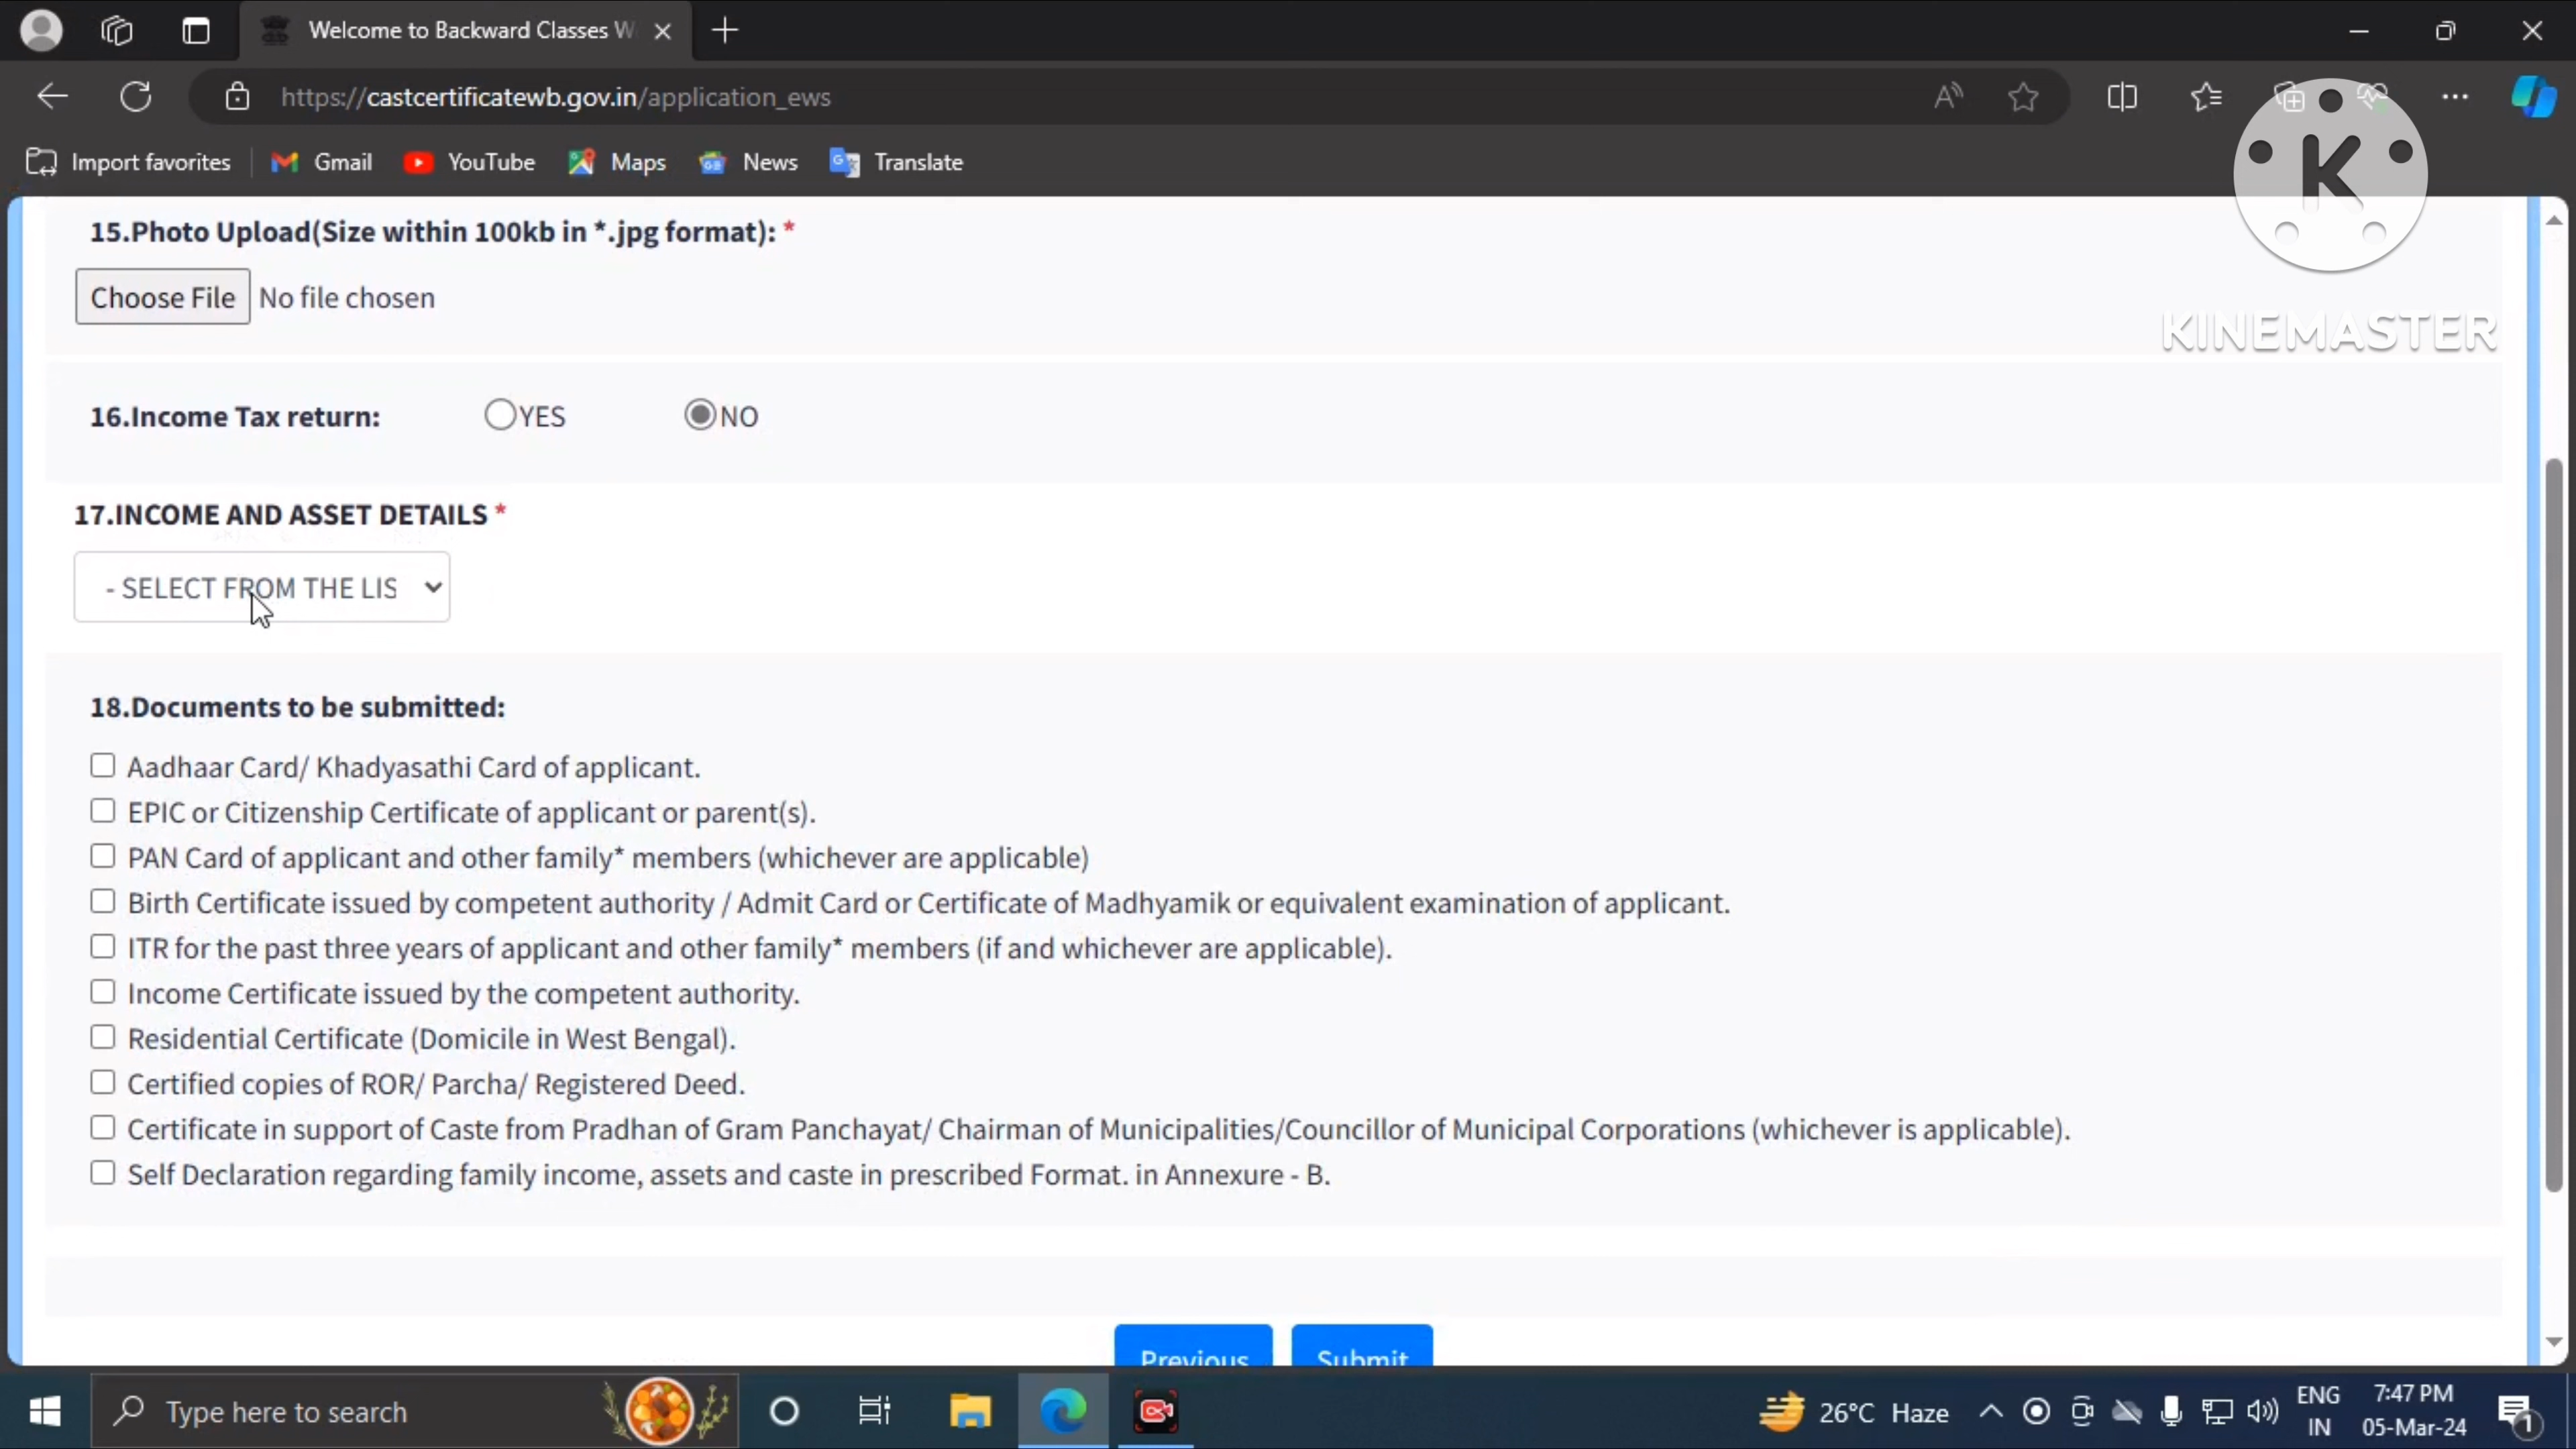 Welcome to Backward Classes W
https://castcertificatewb.gov.in/application_ews
Import favorites Gmail YouTube Maps News Translate
KINEMASTER
15.Photo Upload(Size within 100kb in *.jpg format): *
Choose File No file chosen
16.Income Tax return: YES NO
17.INCOME AND ASSET DETAILS *
- SELECT FROM THE LIS
18.Documents to be submitted:
Aadhaar Card/ Khadyasathi Card of applicant.
EPIC or Citizenship Certificate of applicant or parent(s).
PAN Card of applicant and other family* members (whichever are applicable)
Birth Certificate issued by competent authority / Admit Card or Certificate of Madhyamik or equivalent examination of applicant.
ITR for the past three years of applicant and other family* members (if and whichever are applicable).
Income Certificate issued by the competent authority.
Residential Certificate (Domicile in West Bengal).
Certified copies of ROR/ Parcha/ Registered Deed.
Certificate in support of Caste from Pradhan of Gram Panchayat/ Chairman of Municipalities/Councillor of Municipal Corporations (whichever is applicable).
Self Declaration regarding family income, assets and caste in prescribed Format. in Annexure - B.
Previous Submit
Type here to search
26°C Haze
ENG
IN
7:47 PM
05-Mar-24
1